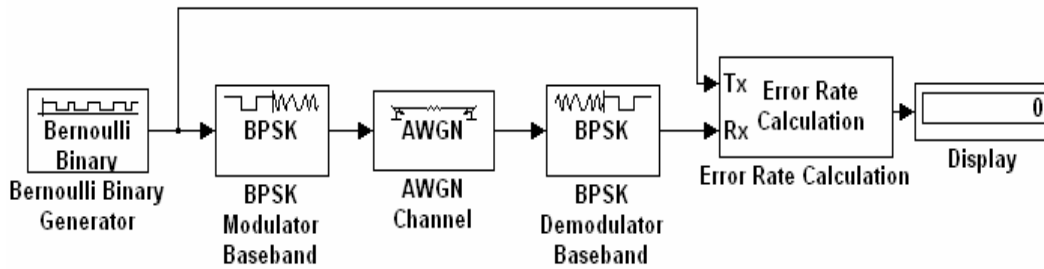 Bernoulli
Binary
Bernoulli Binary
Generator
BPSK
BPSK
Modulator
Baseband
AWGN
AWGN
Channel
BPSK
BPSK
Demodulator
Baseband
Tx
Rx
Error Rate
Calculation
Error Rate Calculation
0
Display